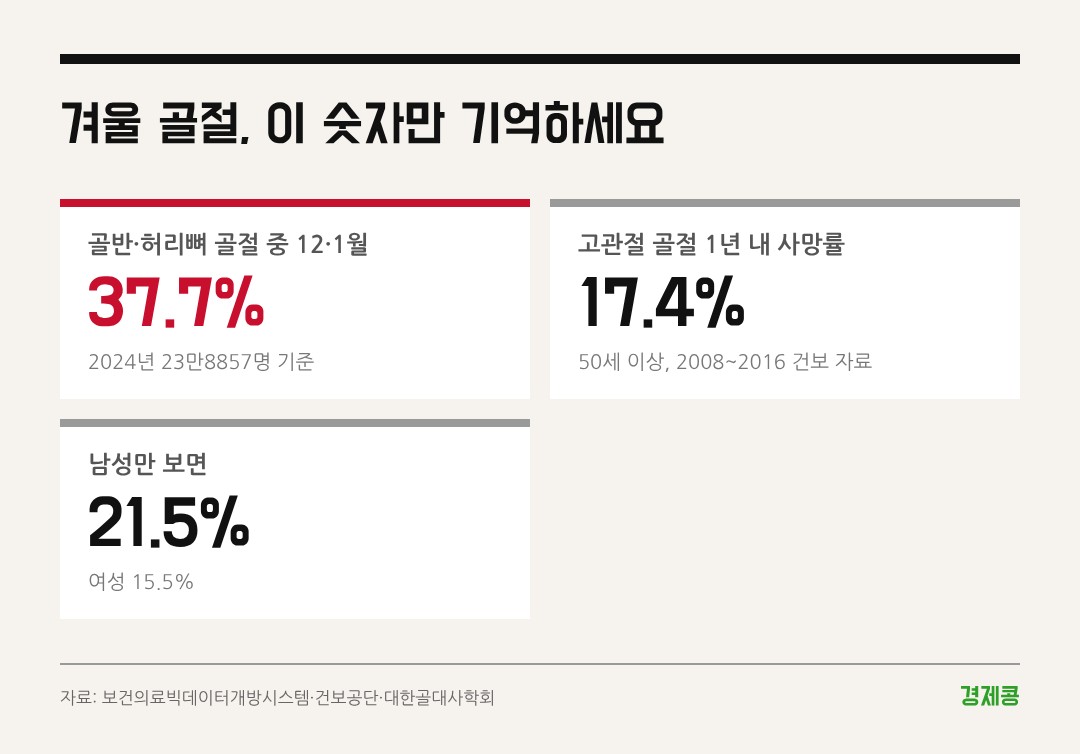 겨울 골절, 이 숫자만 기억하세요
골반·허리뼈 골절 중 12·1월
37.7%
2024년 23만8857명 기준
고관절 골절 1년 내 사망률
17.4%
50세 이상, 2008~2016 건보 자료
남성만 보면
21.5%
여성 15.5%
자료: 보건의료빅데이터개방시스템·건보공단·대한골대사학회
경제콩